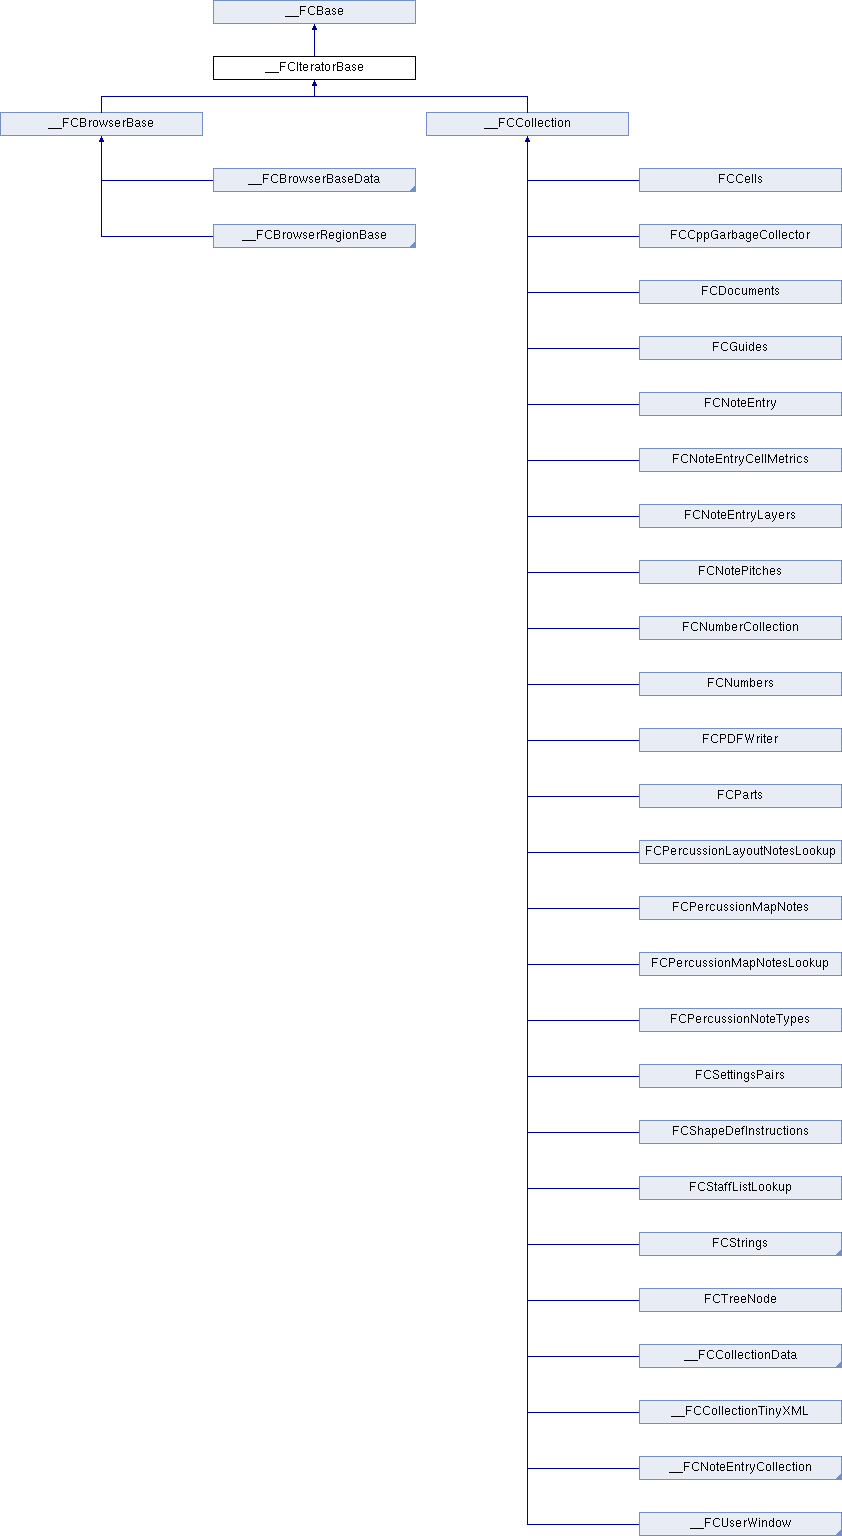 __FCBase
__FCIteratorBase
__FCBrowserBase
__FCCollection
__FCBrowserBaseData
FCCells
__FCBrowserRegionBase
FCCppGarbageCollector
FCDocuments
FCGuides
FCNoteEntry
FCNoteEntryCellMetrics
FCNoteEntryLayers
FCNotePitches
FCNumberCollection
FCNumbers
FCPDFWriter
FCParts
FCPercussionLayoutNotesLookup
FCPercussionMapNotes
FCPercussionMapNotesLookup
FCPercussionNoteTypes
FCSettingsPairs
FCShapeDefInstructions
FCStaffListLookup
FCStrings
FCTreeNode
__FCCollectionData
__FCCollectionTinyXML
__FCNoteEntryCollection
__FCUserWindow